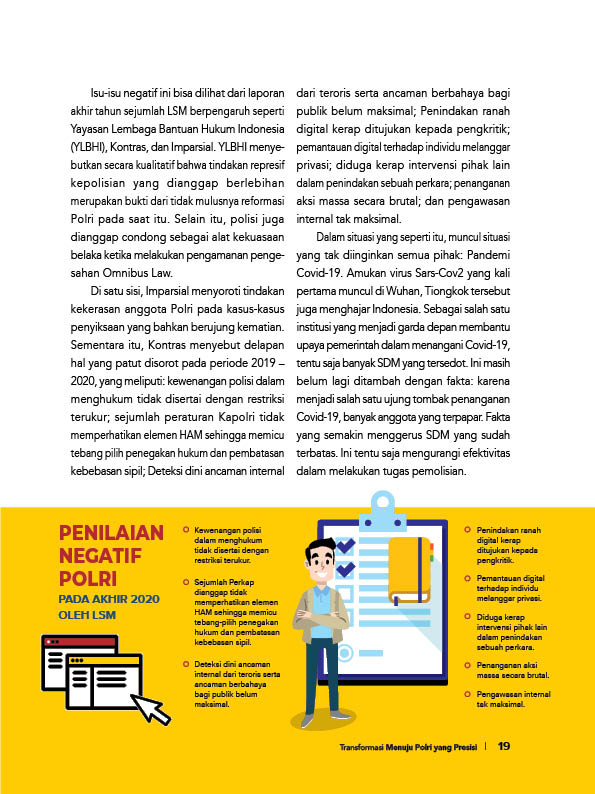 Isu-isu negatif ini bisa dilihat dari laporan
akhir tahun sejumlah LSM berpengaruh seperti
Yayasan Lembaga Bantuan Hukum Indonesia
(YLBHI), Kontras, dan Imparsial. YLBHI menye-
butkan secara kualitatif bahwa tindakan represif
kepolisian yang dianggap berlebihan
merupakan bukti dari tidak mulusnya reformasi
Polri pada saat itu. Selain itu, polisi juga
dianggap condong sebagai alat kekuasaan
belaka ketika melakukan pengamanan penge-
sahan Omnibus Law.
Di satu sisi, Imparsial menyoroti tindakan
kekerasan anggota Polri pada kasus-kasus
penyiksaan yang bahkan berujung kematian.
Sementara itu, Kontras menyebut delapan
hal yang patut disorot pada periode 2019 –
2020, yang meliputi: kewenangan polisi dalam
menghukum tidak disertai dengan restriksi
terukur; sejumlah peraturan Kapolri tidak
memperhatikan elemen HAM sehingga memicu
tebang pilih penegakan hukum dan pembatasan
kebebasan sipil; Deteksi dini ancaman internal
dari teroris serta ancaman berbahaya bagi
publik belum maksimal; Penindakan ranah
digital kerap ditujukan kepada pengkritik;
pemantauan digital terhadap individu melanggar
privasi; diduga kerap intervensi pihak lain
dalam penindakan sebuah perkara; penanganan
aksi massa secara brutal; dan pengawasan
internal tak maksimal.
Dalam situasi yang seperti itu, muncul situasi
yang tak diinginkan semua pihak: Pandemi
Covid-19. Amukan virus Sars-Cov2 yang kali
pertama muncul di Wuhan, Tiongkok tersebut
juga menghajar Indonesia. Sebagai salah satu
institusi yang menjadi garda depan membantu
upaya pemerintah dalam menangani Covid-19,
tentu saja banyak SDM yang tersedot. Ini masih
belum lagi ditambah dengan fakta: karena
menjadi salah satu ujung tombak penanganan
Covid-19, banyak anggota yang terpapar. Fakta
yang semakin menggerus SDM yang sudah
terbatas. Ini tentu saja mengurangi efektivitas
dalam melakukan tugas pemolisian.
PENILAIAN
NEGATIF
POLRI
PADA AKHIR 2020
OLEH LSM
Kewenangan polisi
dalam menghukum
tidak disertai dengan
restriksi terukur.
Sejumlah Perkap
dianggap tidak
memperhatikan elemen
HAM sehingga memicu
tebang-pilih penegakan
hukum dan pembatasan
kebebasan sipil.
Deteksi dini ancaman
internal dari teroris serta
ancaman berbahaya
bagi publik belum
maksimal.
Penindakan ranah
digital kerap
ditujukan kepada
pengkritik.
Pemantauan digital
terhadap individu
melanggar privasi.
Diduga kerap
intervensi pihak lain
dalam penindakan
sebuah perkara.
Penanganan aksi
massa secara brutal.
Pengawasan internal
tak maksimal.
Transformasi Menuju Polri yang Presisi | 19